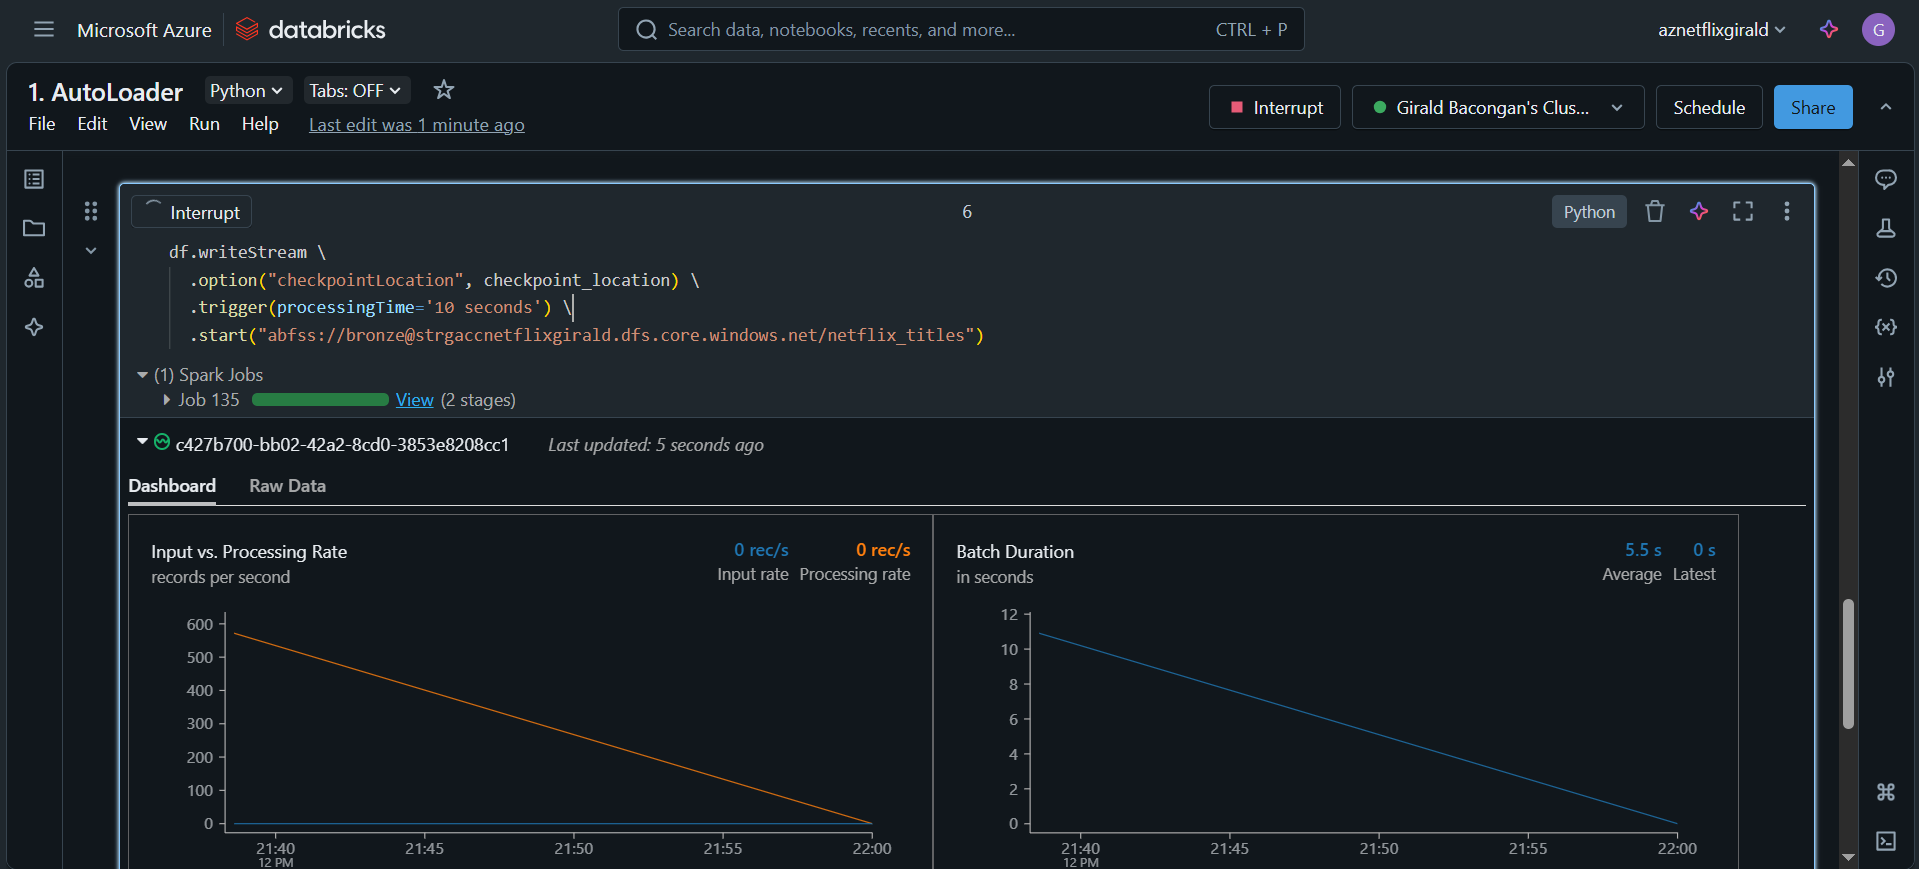 Microsoft Azure
databricks
Search data, notebooks, recents, and more...
CTRL + P
aznetflixgirald
G
1. AutoLoader
Python
Tabs: OFF
File Edit View Run Help
Last edit was 1 minute ago
Interrupt
Girald Bacongan's Clus...
Schedule
Share
Interrupt
6
Python
df.writeStream \
.option("checkpointLocation", checkpoint_location) \
.trigger(processingTime='10 seconds') \
.start("abfss://bronze@strgaccnetflixgirald.dfs.core.windows.net/netflix_titles")
(1) Spark Jobs
Job 135 View (2 stages)
c427b700-bb02-42a2-8cd0-3853e8208cc1 Last updated: 5 seconds ago
Dashboard Raw Data
Input vs. Processing Rate
records per second
0 rec/s 0 rec/s
Input rate Processing rate
600
500
400
300
200
100
0
21:40 21:45 21:50 21:55 22:00
12 PM
Batch Duration
in seconds
5.5 s 0 s
Average Latest
12
10
8
6
4
2
0
21:40 21:45 21:50 21:55 22:00
12 PM